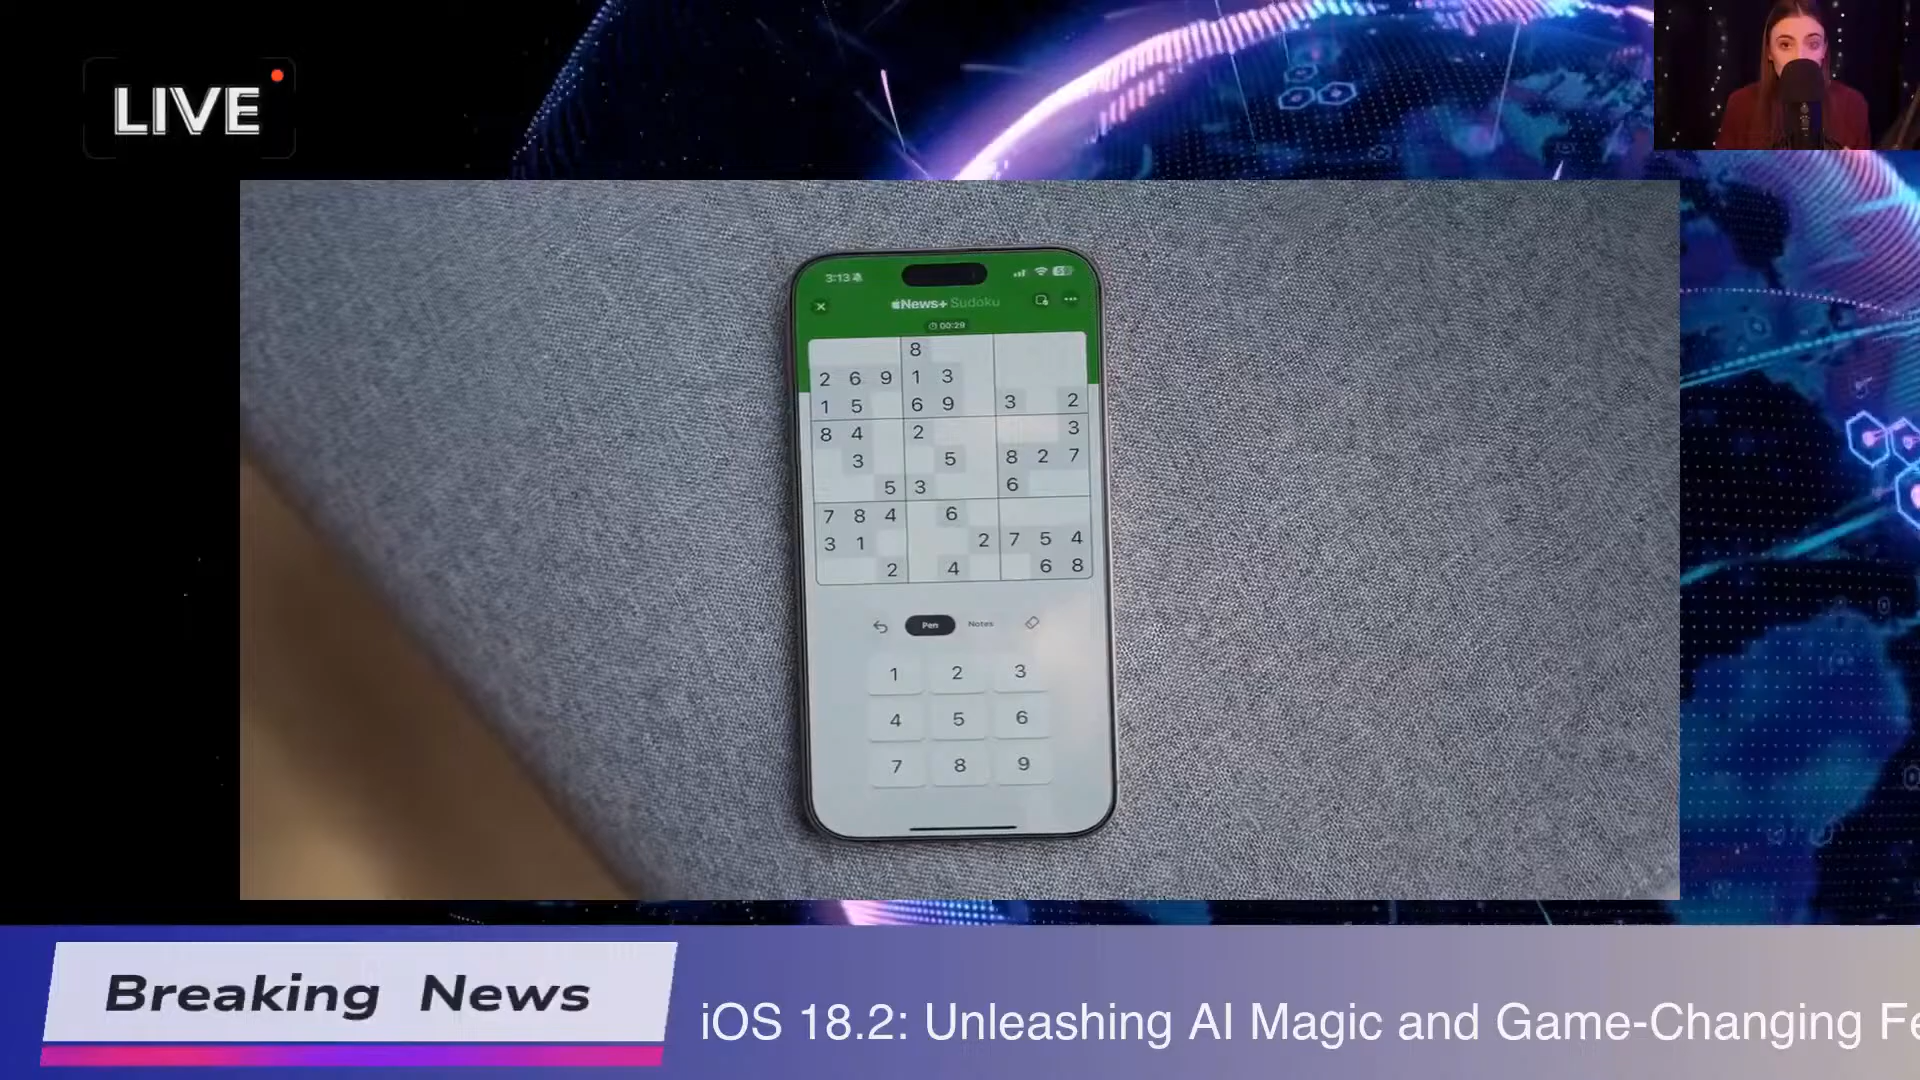 LIVE
3:13
News+ Sudoku
00:29
8
2 6 9 1 3
1 5 6 9 3 2
8 4 2 3
3 5 8 2 7
5 3 6
7 8 4 6
3 1 2 7 5 4
2 4 6 8
Pen Notes
1 2 3
4 5 6
7 8 9
Breaking News
iOS 18.2: Unleashing AI Magic and Game-Changing Fe